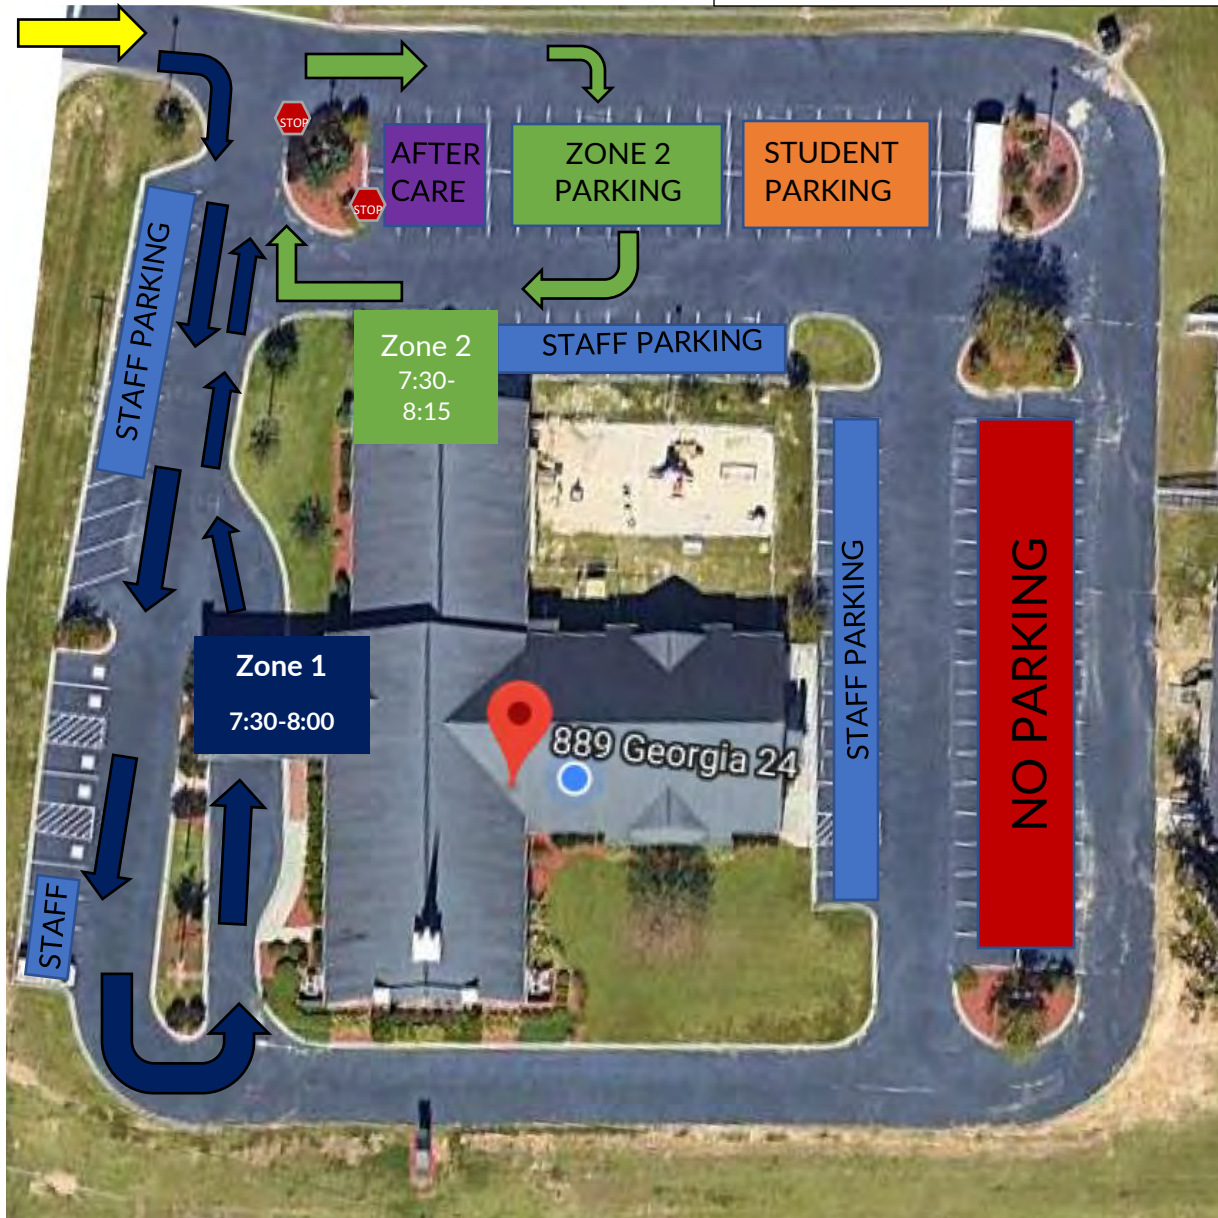 STOP
AFTER
CARE
ZONE 2
PARKING
STUDENT
PARKING
STOP
STAFF PARKING
Zone 2
7:30-
8:15
STAFF PARKING
STAFF PARKING
NO PARKING
Zone 1
7:30-8:00
889 Georgia 24
STAFF